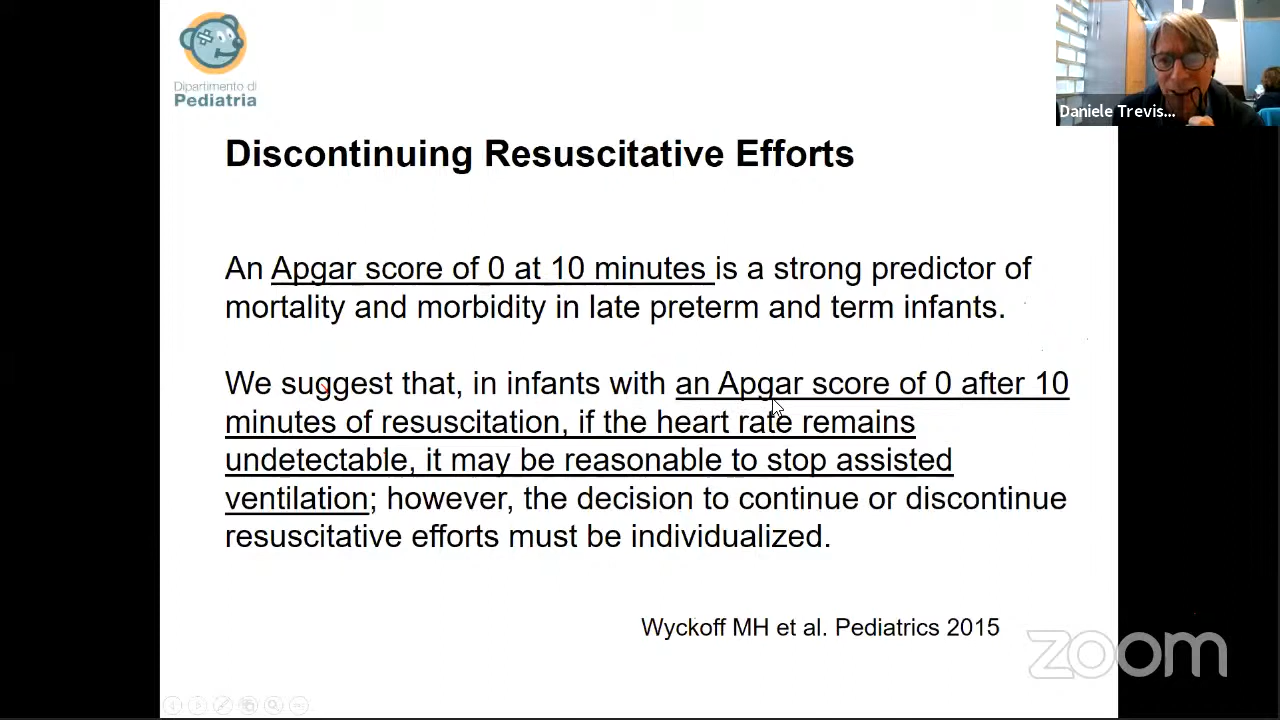 Dipartimento di
Pediatria
Daniele Trevis...
Discontinuing Resuscitative Efforts
An Apgar score of 0 at 10 minutes is a strong predictor of
mortality and morbidity in late preterm and term infants.
We suggest that, in infants with an Apgar score of 0 after 10
minutes of resuscitation, if the heart rate remains
undetectable, it may be reasonable to stop assisted
ventilation; however, the decision to continue or discontinue
resuscitative efforts must be individualized.
Wyckoff MH et al. Pediatrics 2015
zoom